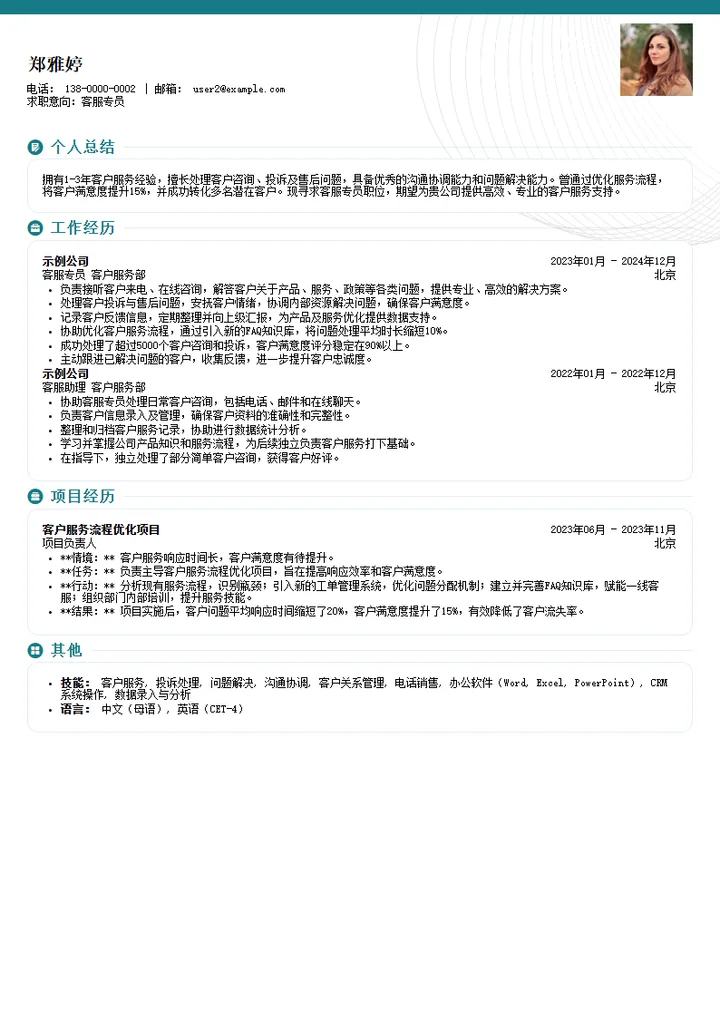 郑雅婷
电话： 138-0000-0002 | 邮箱： user2@example.com
求职意向：客服专员
个人总结
拥有1-3年客户服务经验，擅长处理客户咨询、投诉及售后问题，具备优秀的沟通协调能力和问题解决能力。曾通过优化服务流程，
将客户满意度提升15%，并成功转化多名潜在客户。现寻求客服专员职位，期望为贵公司提供高效、专业的客户服务支持。
工作经历
示例公司 2023年01月 - 2024年12月
客服专员 客户服务部 北京
• 负责接听客户来电、在线咨询，解答客户关于产品、服务、政策等各类问题，提供专业、高效的解决方案。
• 处理客户投诉与售后问题，安抚客户情绪，协调内部资源解决问题，确保客户满意度。
• 记录客户反馈信息，定期整理并向上级汇报，为产品及服务优化提供数据支持。
• 协助优化客户服务流程，通过引入新的FAQ知识库，将问题处理平均时长缩短10%。
• 成功处理了超过5000个客户咨询和投诉，客户满意度评分稳定在90%以上。
• 主动跟进已解决问题的客户，收集反馈，进一步提升客户忠诚度。
示例公司 2022年01月 - 2022年12月
客服助理 客户服务部 北京
• 协助客服专员处理日常客户咨询，包括电话、邮件和在线聊天。
• 负责客户信息录入及管理，确保客户资料的准确性和完整性。
• 整理和归档客户服务记录，协助进行数据统计分析。
• 学习并掌握公司产品知识和服务流程，为后续独立负责客户服务打下基础。
• 在指导下，独立处理了部分简单客户咨询，获得客户好评。
项目经历
客户服务流程优化项目 2023年06月 - 2023年11月
项目负责人 北京
• **情境：** 客户服务响应时间长，客户满意度有待提升。
• **任务：** 负责主导客户服务流程优化项目，旨在提高响应效率和客户满意度。
• **行动：** 分析现有服务流程，识别瓶颈；引入新的工单管理系统，优化问题分配机制；建立并完善FAQ知识库，赋能一线客
服；组织部门内部培训，提升服务技能。
• **结果：** 项目实施后，客户问题平均响应时间缩短了20%，客户满意度提升了15%，有效降低了客户流失率。
其他
• 技能： 客户服务, 投诉处理, 问题解决, 沟通协调, 客户关系管理, 电话销售, 办公软件（Word, Excel, PowerPoint）, CRM
系统操作, 数据录入与分析
• 语言： 中文（母语）, 英语（CET-4）